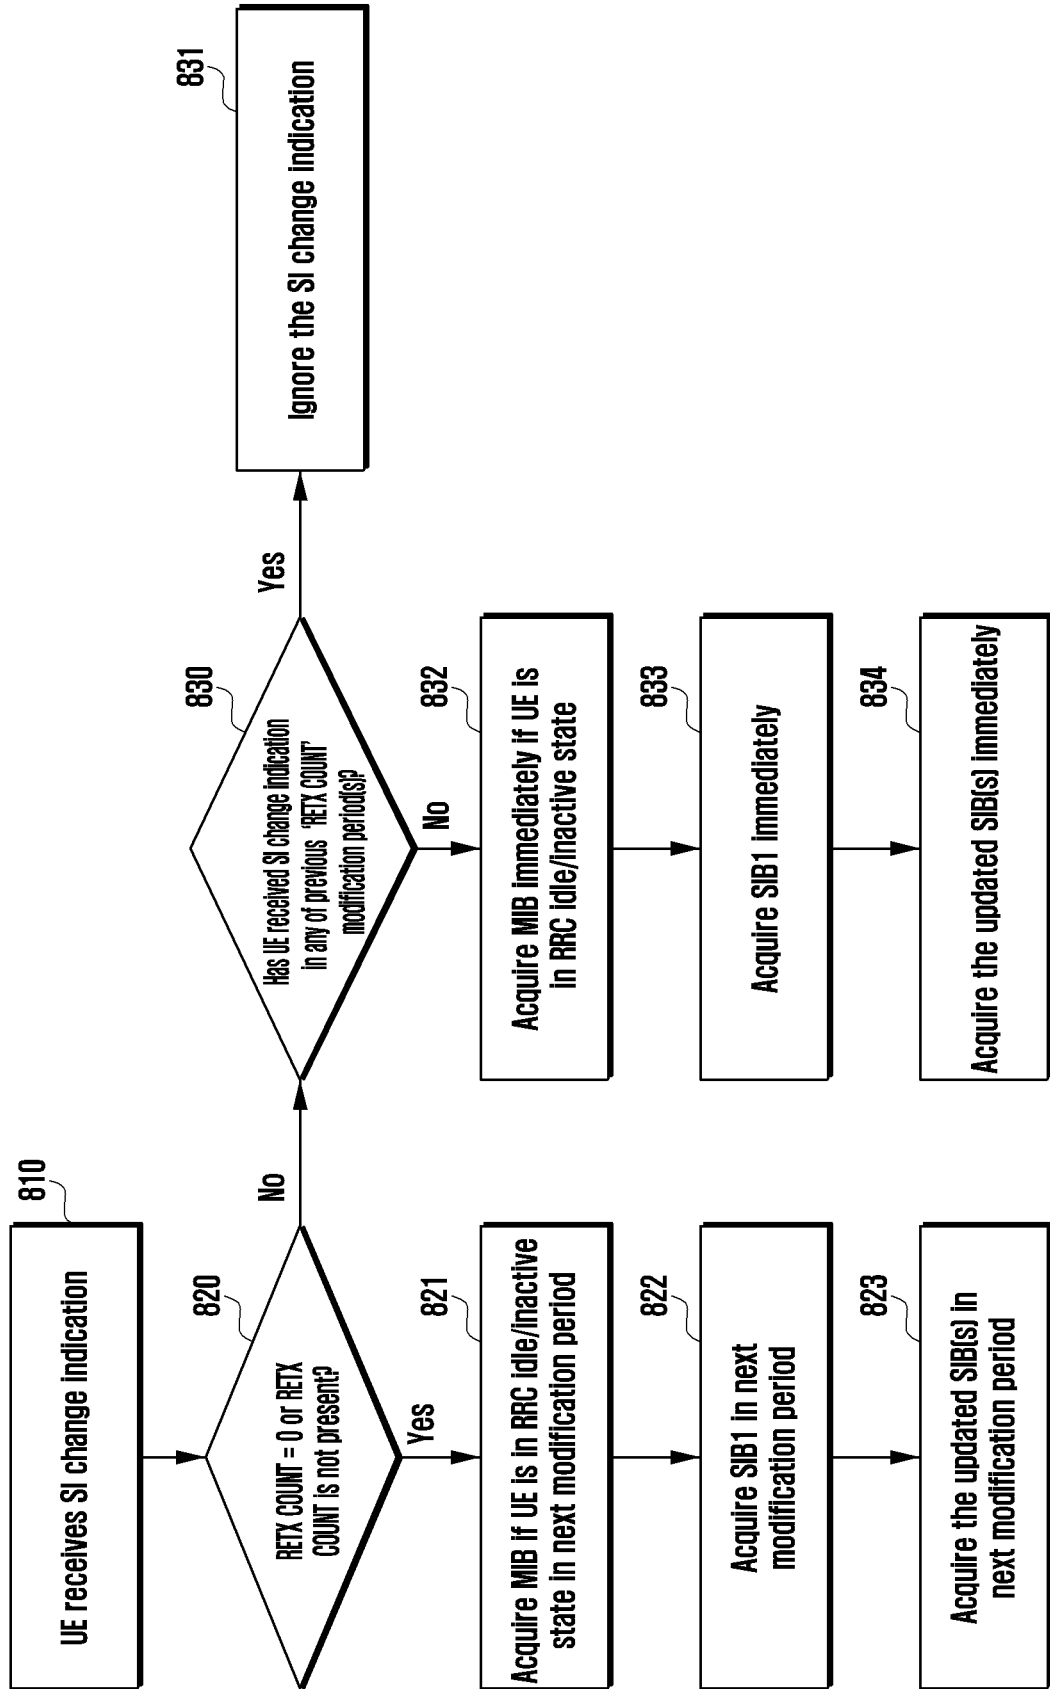 810
UE receives SI change indication
820
RETX COUNT = 0 or RETX
COUNT is not present?
No
Yes
821
Acquire MIB if UE is in RRC idle/inactive
state in next modification period
822
Acquire SIB1 in next
modification period
823
Acquire the updated SIB(s) in
next modification period
830
Has UE received SI change indication
in any of previous 'RETX COUNT'
modification period(s)?
Yes
No
831
Ignore the SI change indication
832
Acquire MIB immediately if UE is
in RRC idle/inactive state
833
Acquire SIB1 immediately
834
Acquire the updated SIB(s) immediately